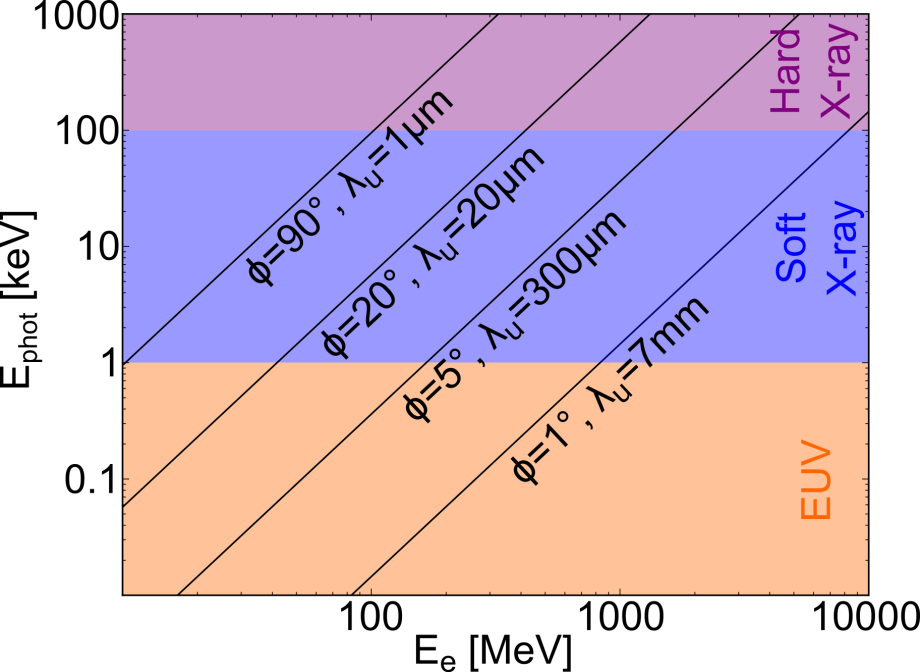 1000
100
10
1
0.1
E_phot [keV]
ϕ=90° , λ_u=1μm
ϕ=20° , λ_u=20μm
ϕ=5° , λ_u=300μm
ϕ=1° , λ_u=7mm
Hard
X-ray
Soft
X-ray
EUV
100
1000
10000
E_e [MeV]